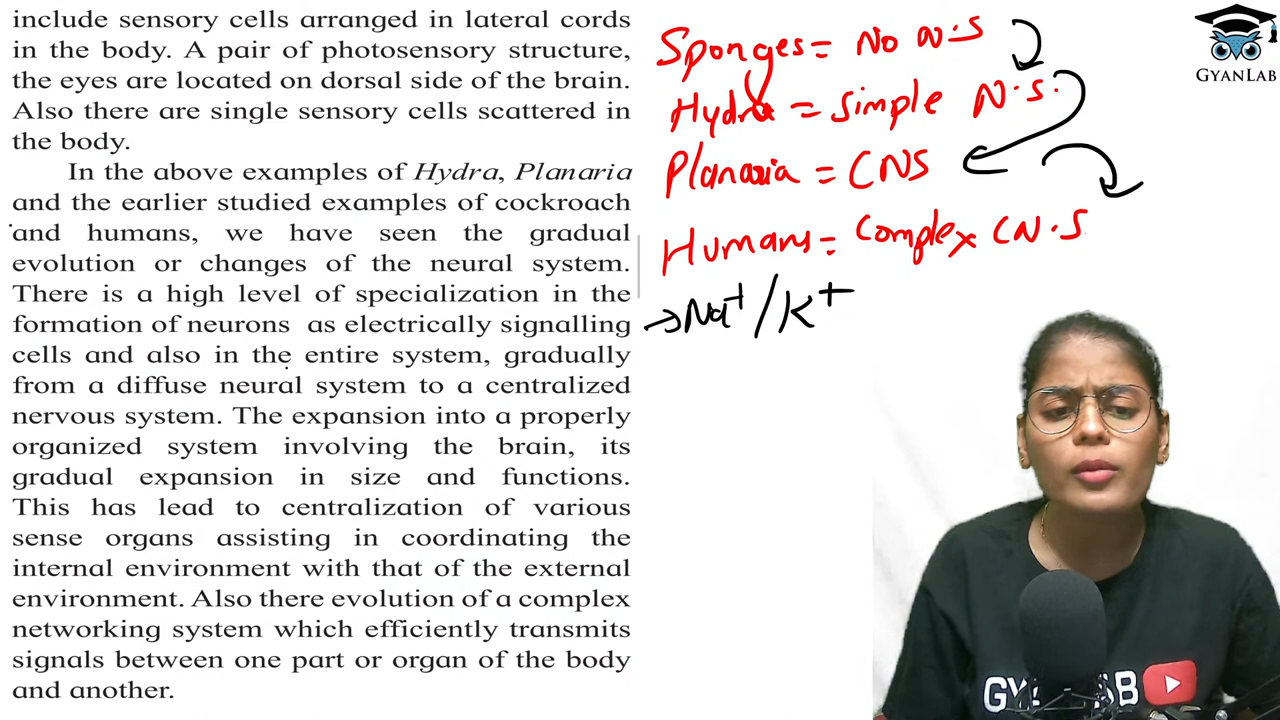 include sensory cells arranged in lateral cords
in the body. A pair of photosensory structure,
the eyes are located on dorsal side of the brain.
Also there are single sensory cells scattered in
the body.
In the above examples of Hydra, Planaria
and the earlier studied examples of cockroach
and humans, we have seen the gradual
evolution or changes of the neural system.
There is a high level of specialization in the
formation of neurons as electrically signalling
cells and also in the entire system, gradually
from a diffuse neural system to a centralized
nervous system. The expansion into a properly
organized system involving the brain, its
gradual expansion in size and functions.
This has lead to centralization of various
sense organs assisting in coordinating the
internal environment with that of the external
environment. Also there evolution of a complex
networking system which efficiently transmits
signals between one part or organ of the body
and another.
Sponges = No N.S
Hydra = Simple N.S.
Planaria = CNS
Humans = Complex CN.S
→ Na+ / K+
GYANLAB